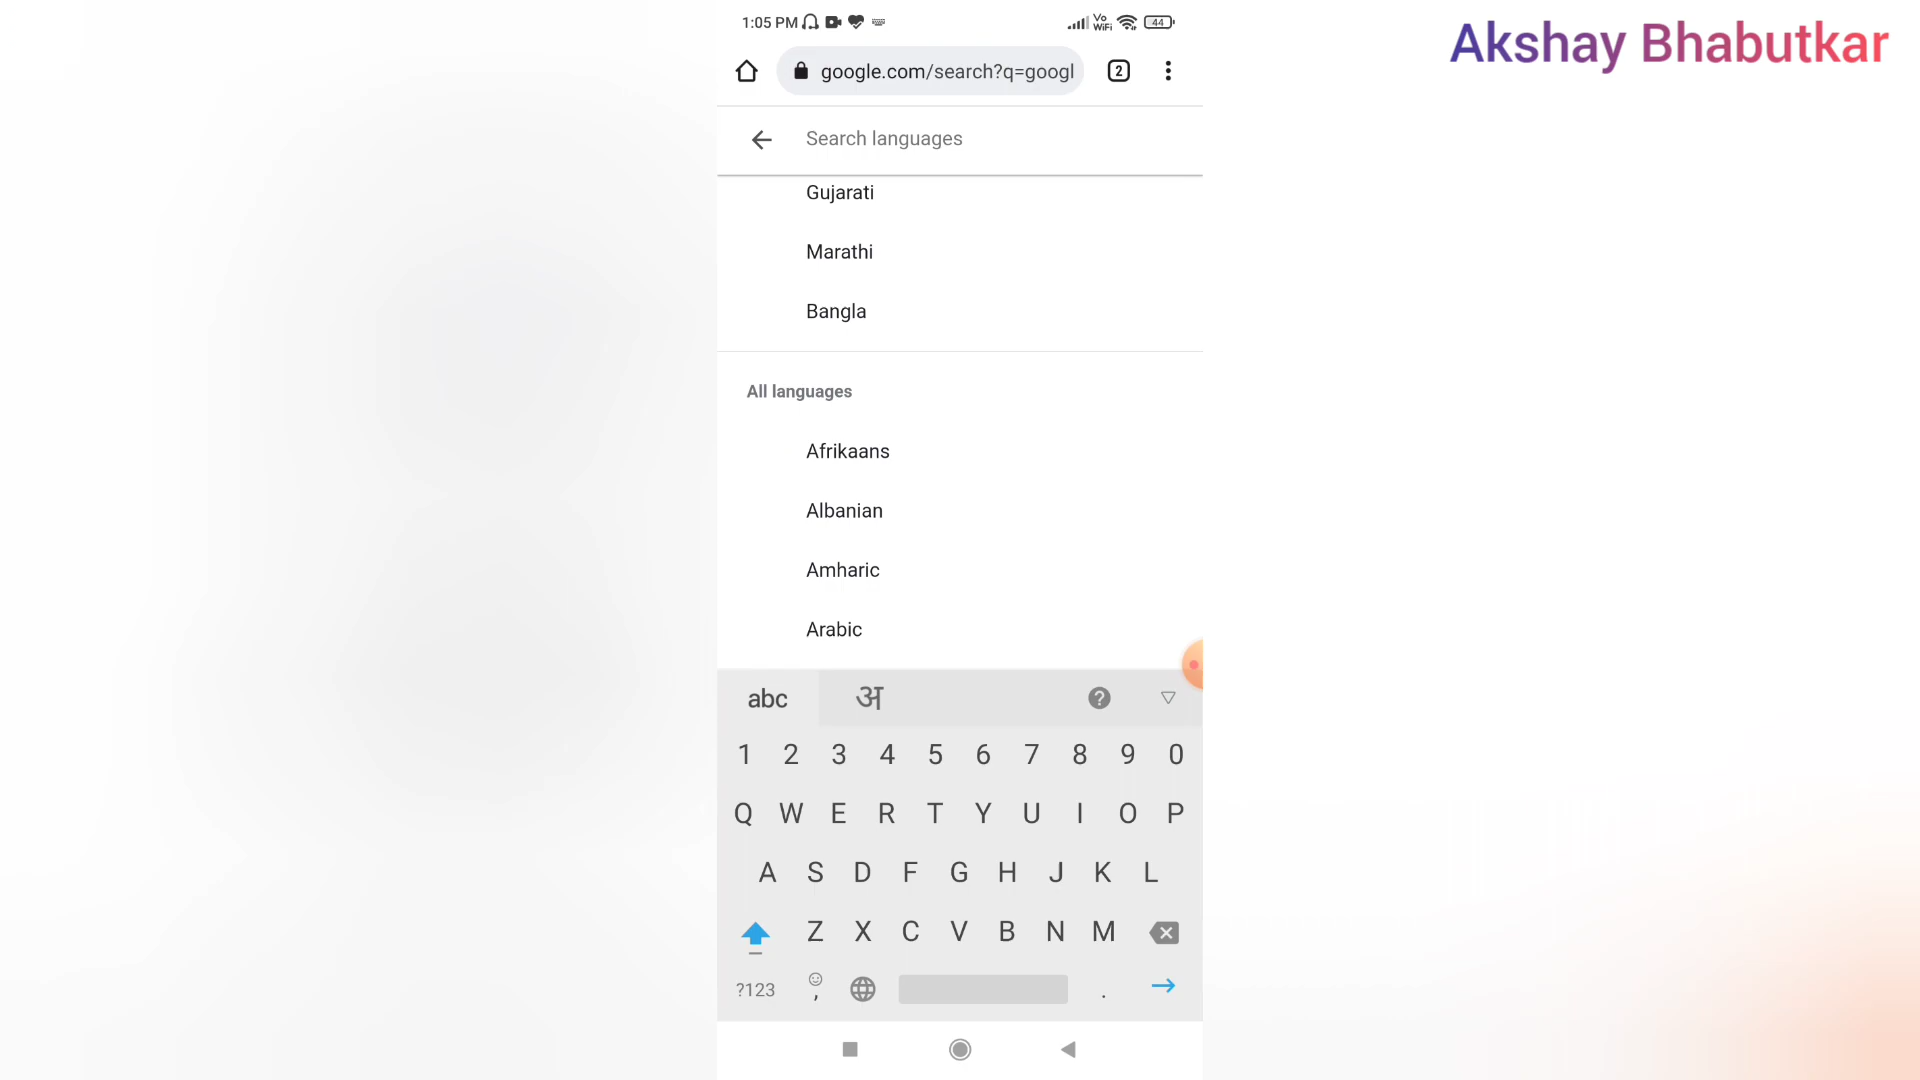 1:05 PM Vo WiFi 44
Akshay Bhabutkar
google.com/search?q=googl 2
Search languages
Gujarati
Marathi
Bangla
All languages
Afrikaans
Albanian
Amharic
Arabic
abc अ ?
1 2 3 4 5 6 7 8 9 0
Q W E R T Y U I O P
A S D F G H J K L
Z X C V B N M
?123 , .